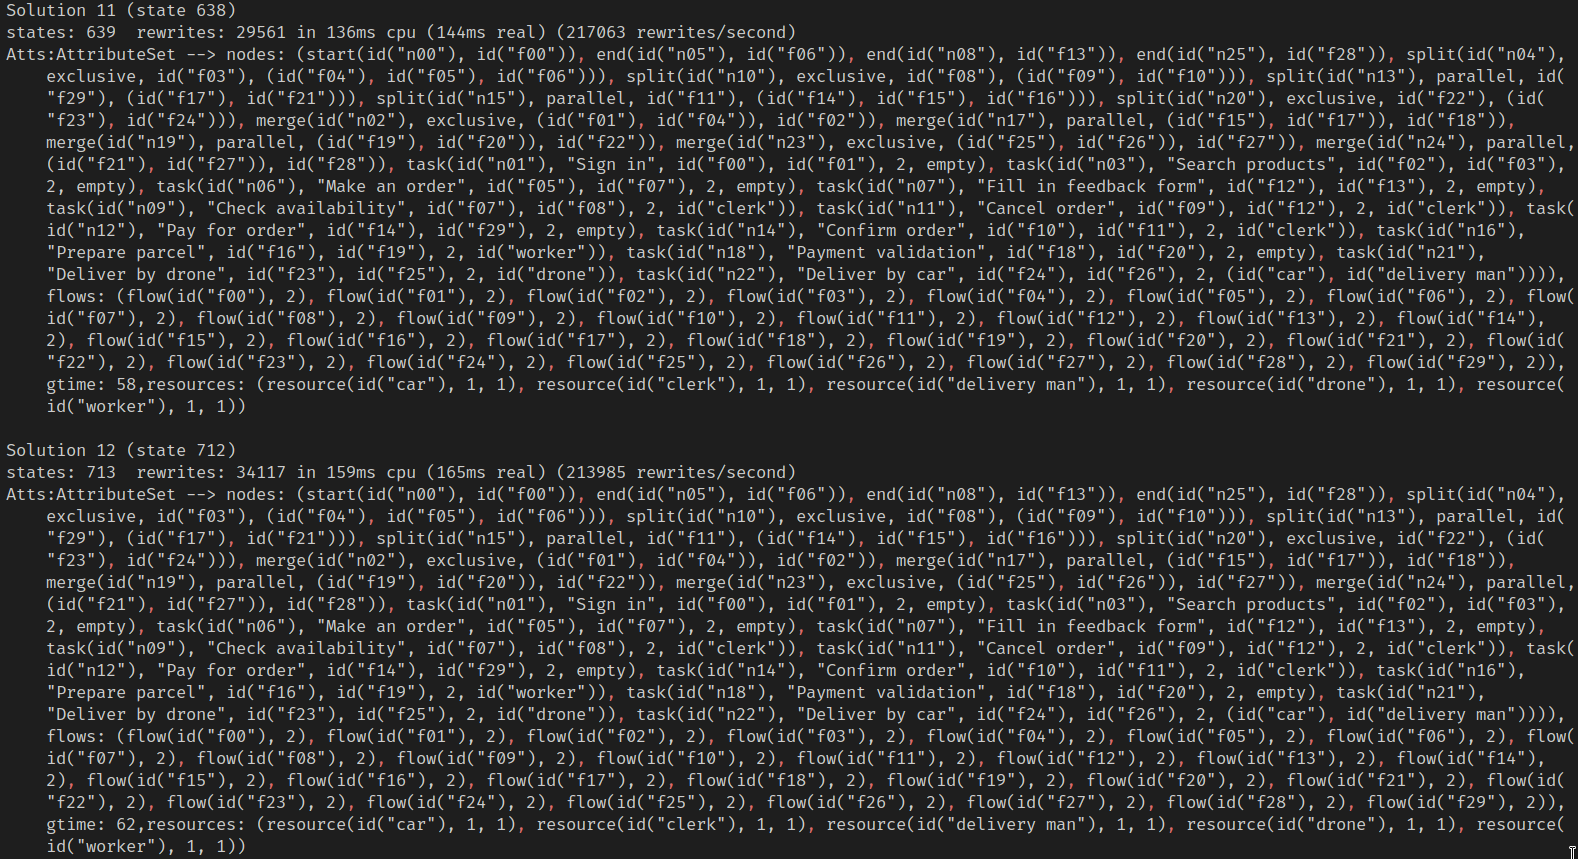 Solution 11 (state 638)
states: 639  rewrites: 29561 in 136ms cpu (144ms real) (217063 rewrites/second)
Atts:AttributeSet --> nodes: (start(id("n00"), id("f00")), end(id("n05"), id("f06")), end(id("n08"), id("f13")), end(id("n25"), id("f28")), split(id("n04"),
    exclusive, id("f03"), (id("f04"), id("f05"), id("f06"))), split(id("n10"), exclusive, id("f08"), (id("f09"), id("f10"))), split(id("n13"), parallel, id(
    "f29"), (id("f17"), id("f21"))), split(id("n15"), parallel, id("f11"), (id("f14"), id("f15"), id("f16"))), split(id("n20"), exclusive, id("f22"), (id(
    "f23"), id("f24"))), merge(id("n02"), exclusive, (id("f01"), id("f04")), id("f02")), merge(id("n17"), parallel, (id("f15"), id("f17")), id("f18")),
    merge(id("n19"), parallel, (id("f19"), id("f20")), id("f22")), merge(id("n23"), exclusive, (id("f25"), id("f26")), id("f27")), merge(id("n24"), parallel,
    (id("f21"), id("f27")), id("f28")), task(id("n01"), "Sign in", id("f00"), id("f01"), 2, empty), task(id("n03"), "Search products", id("f02"), id("f03"),
    2, empty), task(id("n06"), "Make an order", id("f05"), id("f07"), 2, empty), task(id("n07"), "Fill in feedback form", id("f12"), id("f13"), 2, empty),
    task(id("n09"), "Check availability", id("f07"), id("f08"), 2, id("clerk")), task(id("n11"), "Cancel order", id("f09"), id("f12"), 2, id("clerk")), task(
    id("n12"), "Pay for order", id("f14"), id("f29"), 2, empty), task(id("n14"), "Confirm order", id("f10"), id("f11"), 2, id("clerk")), task(id("n16"),
    "Prepare parcel", id("f16"), id("f19"), 2, id("worker")), task(id("n18"), "Payment validation", id("f18"), id("f20"), 2, empty), task(id("n21"),
    "Deliver by drone", id("f23"), id("f25"), 2, id("drone")), task(id("n22"), "Deliver by car", id("f24"), id("f26"), 2, (id("car"), id("delivery man")))),
    flows: (flow(id("f00"), 2), flow(id("f01"), 2), flow(id("f02"), 2), flow(id("f03"), 2), flow(id("f04"), 2), flow(id("f05"), 2), flow(id("f06"), 2), flow(
    id("f07"), 2), flow(id("f08"), 2), flow(id("f09"), 2), flow(id("f10"), 2), flow(id("f11"), 2), flow(id("f12"), 2), flow(id("f13"), 2), flow(id("f14"),
    2), flow(id("f15"), 2), flow(id("f16"), 2), flow(id("f17"), 2), flow(id("f18"), 2), flow(id("f19"), 2), flow(id("f20"), 2), flow(id("f21"), 2), flow(id(
    "f22"), 2), flow(id("f23"), 2), flow(id("f24"), 2), flow(id("f25"), 2), flow(id("f26"), 2), flow(id("f27"), 2), flow(id("f28"), 2), flow(id("f29"), 2)),
    gtime: 58,resources: (resource(id("car"), 1, 1), resource(id("clerk"), 1, 1), resource(id("delivery man"), 1, 1), resource(id("drone"), 1, 1), resource(
    id("worker"), 1, 1))

Solution 12 (state 712)
states: 713  rewrites: 34117 in 159ms cpu (165ms real) (213985 rewrites/second)
Atts:AttributeSet --> nodes: (start(id("n00"), id("f00")), end(id("n05"), id("f06")), end(id("n08"), id("f13")), end(id("n25"), id("f28")), split(id("n04"),
    exclusive, id("f03"), (id("f04"), id("f05"), id("f06"))), split(id("n10"), exclusive, id("f08"), (id("f09"), id("f10"))), split(id("n13"), parallel, id(
    "f29"), (id("f17"), id("f21"))), split(id("n15"), parallel, id("f11"), (id("f14"), id("f15"), id("f16"))), split(id("n20"), exclusive, id("f22"), (id(
    "f23"), id("f24"))), merge(id("n02"), exclusive, (id("f01"), id("f04")), id("f02")), merge(id("n17"), parallel, (id("f15"), id("f17")), id("f18")),
    merge(id("n19"), parallel, (id("f19"), id("f20")), id("f22")), merge(id("n23"), exclusive, (id("f25"), id("f26")), id("f27")), merge(id("n24"), parallel,
    (id("f21"), id("f27")), id("f28")), task(id("n01"), "Sign in", id("f00"), id("f01"), 2, empty), task(id("n03"), "Search products", id("f02"), id("f03"),
    2, empty), task(id("n06"), "Make an order", id("f05"), id("f07"), 2, empty), task(id("n07"), "Fill in feedback form", id("f12"), id("f13"), 2, empty),
    task(id("n09"), "Check availability", id("f07"), id("f08"), 2, id("clerk")), task(id("n11"), "Cancel order", id("f09"), id("f12"), 2, id("clerk")), task(
    id("n12"), "Pay for order", id("f14"), id("f29"), 2, empty), task(id("n14"), "Confirm order", id("f10"), id("f11"), 2, id("clerk")), task(id("n16"),
    "Prepare parcel", id("f16"), id("f19"), 2, id("worker")), task(id("n18"), "Payment validation", id("f18"), id("f20"), 2, empty), task(id("n21"),
    "Deliver by drone", id("f23"), id("f25"), 2, id("drone")), task(id("n22"), "Deliver by car", id("f24"), id("f26"), 2, (id("car"), id("delivery man")))),
    flows: (flow(id("f00"), 2), flow(id("f01"), 2), flow(id("f02"), 2), flow(id("f03"), 2), flow(id("f04"), 2), flow(id("f05"), 2), flow(id("f06"), 2), flow(
    id("f07"), 2), flow(id("f08"), 2), flow(id("f09"), 2), flow(id("f10"), 2), flow(id("f11"), 2), flow(id("f12"), 2), flow(id("f13"), 2), flow(id("f14"),
    2), flow(id("f15"), 2), flow(id("f16"), 2), flow(id("f17"), 2), flow(id("f18"), 2), flow(id("f19"), 2), flow(id("f20"), 2), flow(id("f21"), 2), flow(id(
    "f22"), 2), flow(id("f23"), 2), flow(id("f24"), 2), flow(id("f25"), 2), flow(id("f26"), 2), flow(id("f27"), 2), flow(id("f28"), 2), flow(id("f29"), 2)),
    gtime: 62,resources: (resource(id("car"), 1, 1), resource(id("clerk"), 1, 1), resource(id("delivery man"), 1, 1), resource(id("drone"), 1, 1), resource(
    id("worker"), 1, 1))